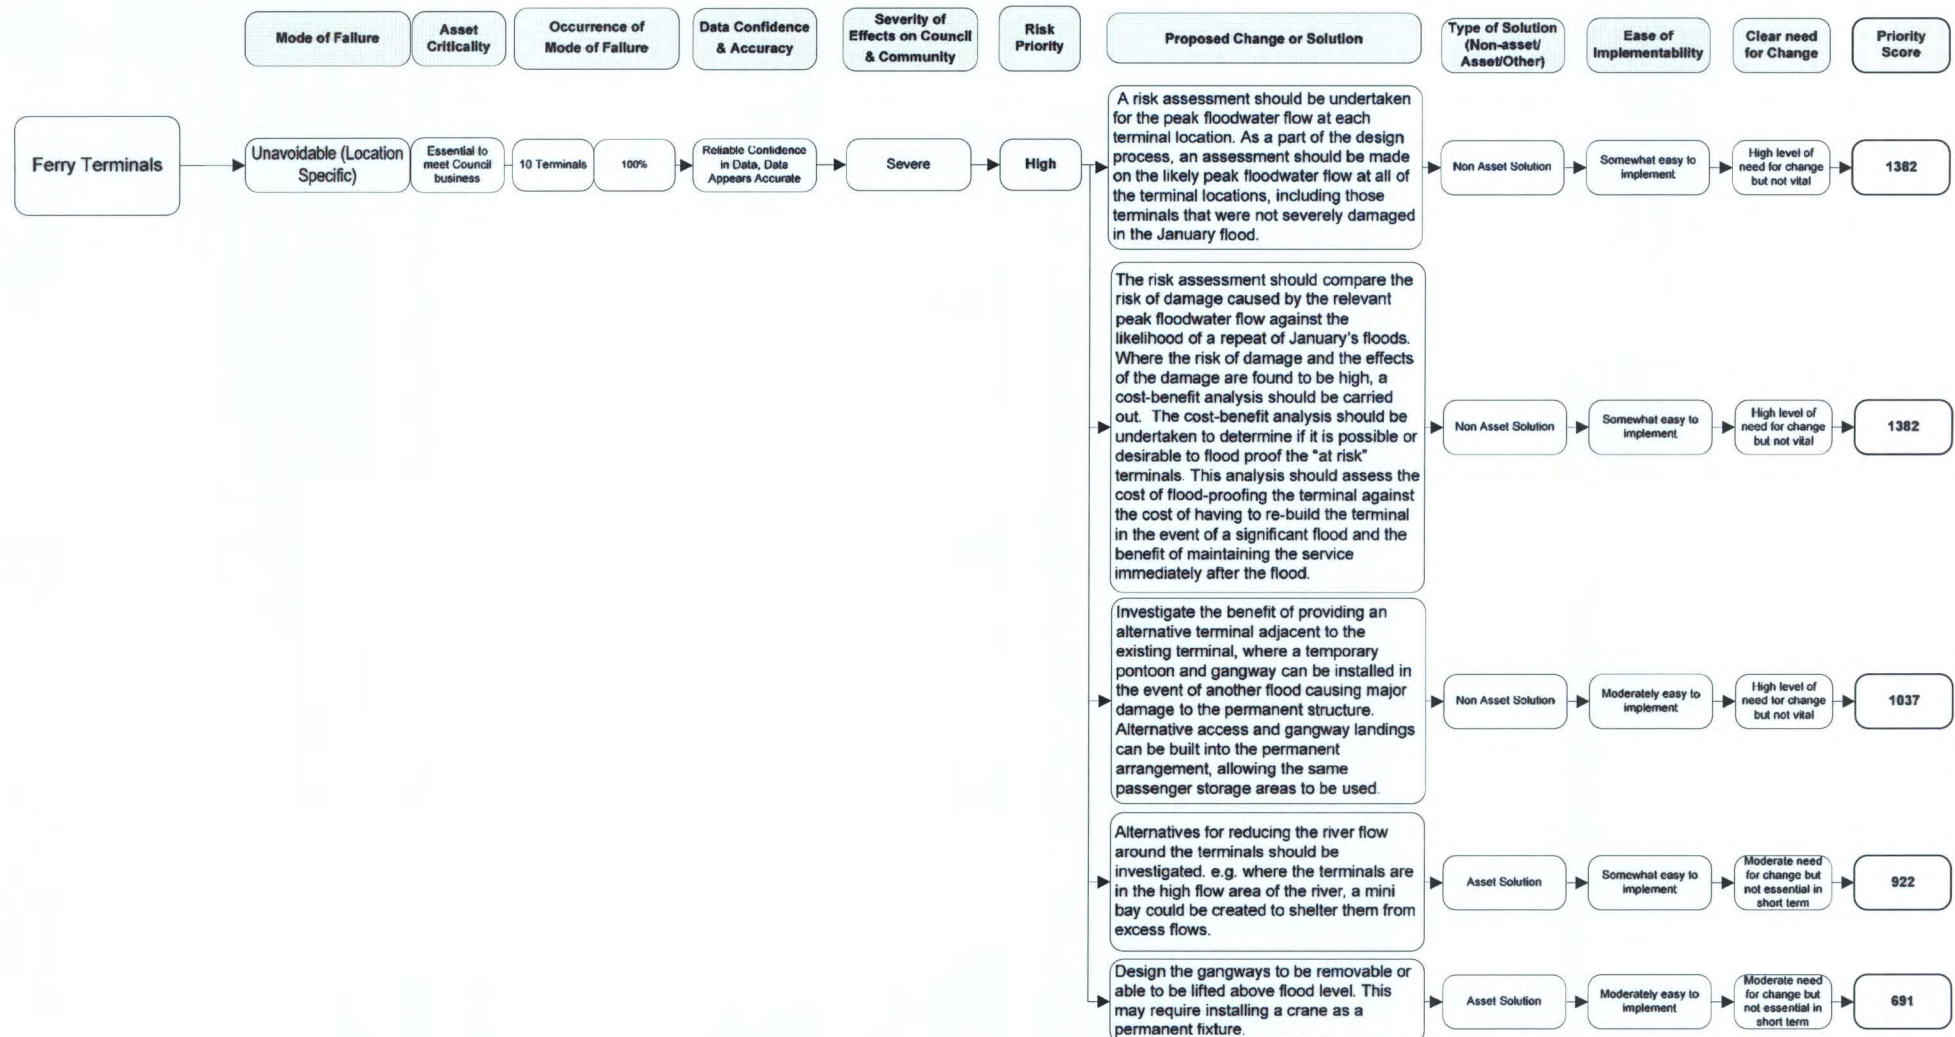 Mode of Failure
Asset
Criticality
Occurrence of
Mode of Failure
Data Confidence
& Accuracy
Severity of
Effects on Council
& Community
Risk
Priority
Proposed Change or Solution
Type of Solution
(Non-asset/
Asset/Other)
Ease of
Implementability
Clear need
for Change
Priority
Score
Ferry Terminals
Unavoidable (Location
Specific)
Essential to
meet Council
business
10 Terminals
100%
Reliable Confidence
in Data, Data
Appears Accurate
Severe
High
A risk assessment should be undertaken
for the peak floodwater flow at each
terminal location. As a part of the design
process, an assessment should be made
on the likely peak floodwater flow at all of
the terminal locations, including those
terminals that were not severely damaged
in the January flood.
Non Asset Solution
Somewhat easy to
implement
High level of
need for change
but not vital
1382
The risk assessment should compare the
risk of damage caused by the relevant
peak floodwater flow against the
likelihood of a repeat of January's floods.
Where the risk of damage and the effects
of the damage are found to be high, a
cost-benefit analysis should be carried
out. The cost-benefit analysis should be
undertaken to determine if it is possible or
desirable to flood proof the "at risk"
terminals. This analysis should assess the
cost of flood-proofing the terminal against
the cost of having to re-build the terminal
in the event of a significant flood and the
benefit of maintaining the service
immediately after the flood.
Non Asset Solution
Somewhat easy to
implement
High level of
need for change
but not vital
1382
Investigate the benefit of providing an
alternative terminal adjacent to the
existing terminal, where a temporary
pontoon and gangway can be installed in
the event of another flood causing major
damage to the permanent structure.
Alternative access and gangway landings
can be built into the permanent
arrangement, allowing the same
passenger storage areas to be used.
Non Asset Solution
Moderately easy to
implement
High level of
need for change
but not vital
1037
Alternatives for reducing the river flow
around the terminals should be
investigated. e.g. where the terminals are
in the high flow area of the river, a mini
bay could be created to shelter them from
excess flows.
Asset Solution
Somewhat easy to
implement
Moderate need
for change but
not essential in
short term
922
Design the gangways to be removable or
able to be lifted above flood level. This
may require installing a crane as a
permanent fixture.
Asset Solution
Moderately easy to
implement
Moderate need
for change but
not essential in
short term
691